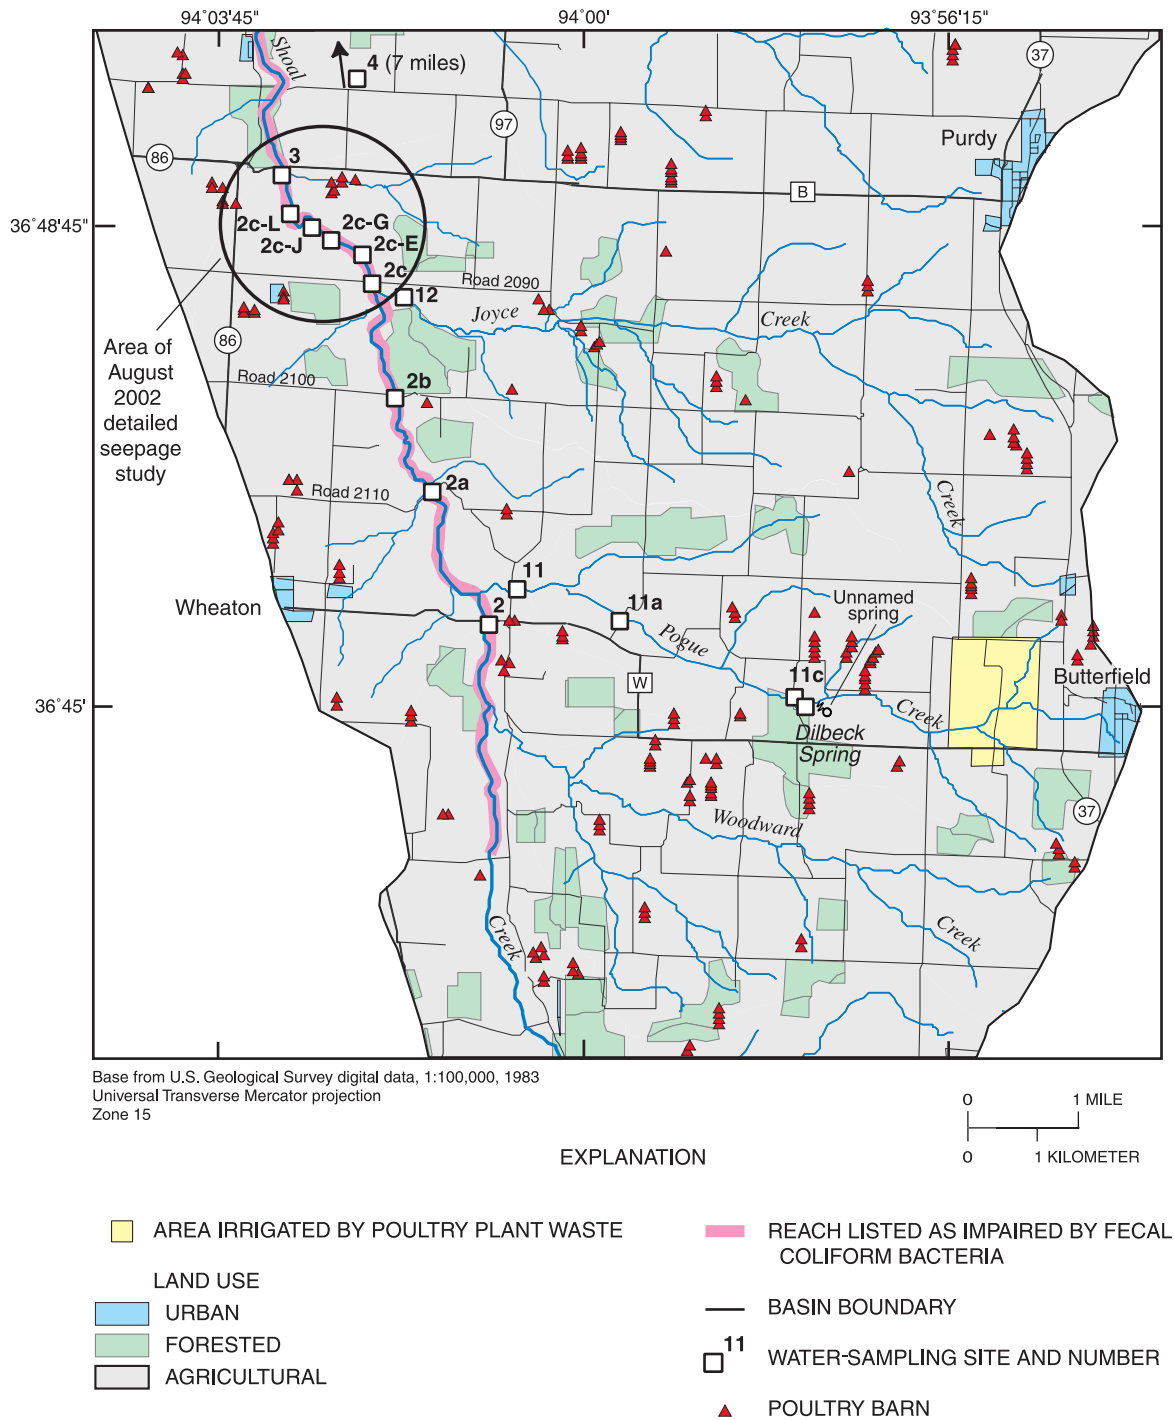 94°03'45"
94°00'
93°56'15"
Shoal
4 (7 miles)
37
97
Purdy
86
3
B
36°48'45"
2c-L
2c-G
2c-J
2c-E
2c
Road 2090
12
Joyce
Creek
86
Area of
August
2002
detailed
seepage
study
Road 2100
2b
2a
Road 2110
Creek
11
Unnamed
spring
Wheaton
2
11a
Pogue
11c
W
Butterfield
36°45'
Creek
Dilbeck
Spring
Woodward
37
Creek
Creek
Base from U.S. Geological Survey digital data, 1:100,000, 1983
Universal Transverse Mercator projection
Zone 15
0 1 MILE
0 1 KILOMETER
EXPLANATION
AREA IRRIGATED BY POULTRY PLANT WASTE
LAND USE
URBAN
FORESTED
AGRICULTURAL
REACH LISTED AS IMPAIRED BY FECAL
COLIFORM BACTERIA
BASIN BOUNDARY
11
WATER-SAMPLING SITE AND NUMBER
POULTRY BARN